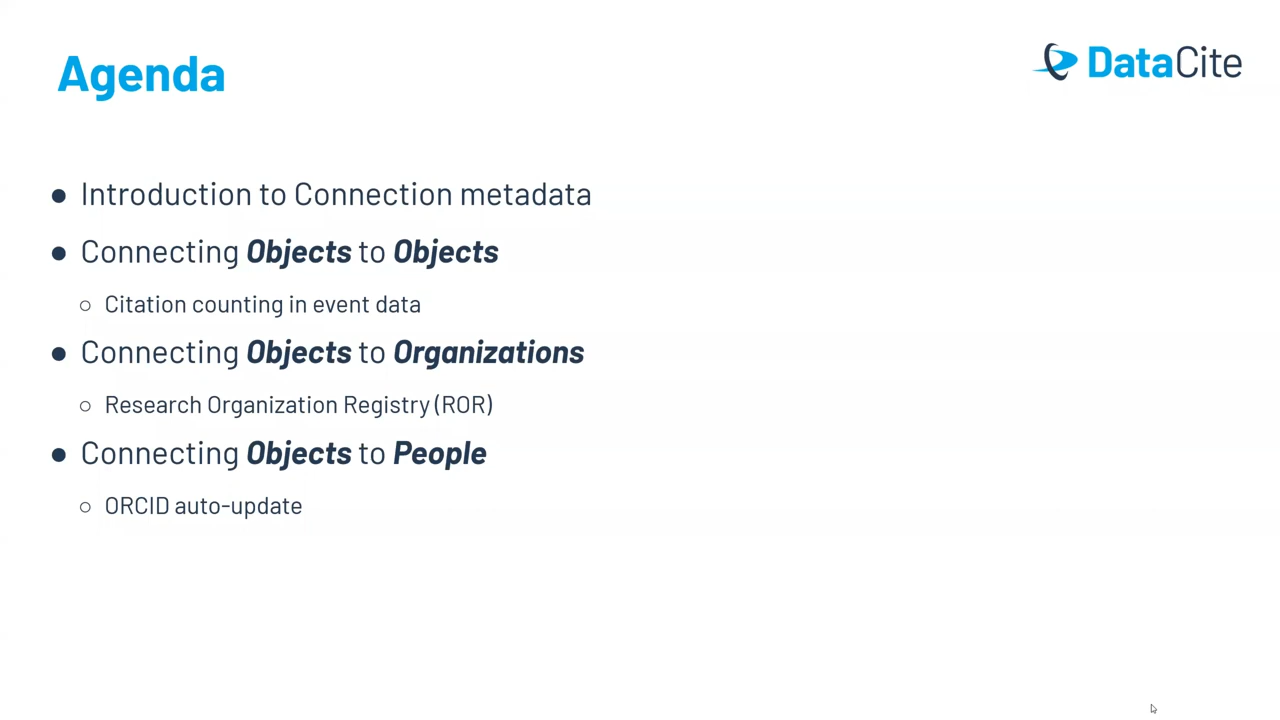 Agenda
DataCite
● Introduction to Connection metadata
● Connecting Objects to Objects
○ Citation counting in event data
● Connecting Objects to Organizations
○ Research Organization Registry (ROR)
● Connecting Objects to People
○ ORCID auto-update